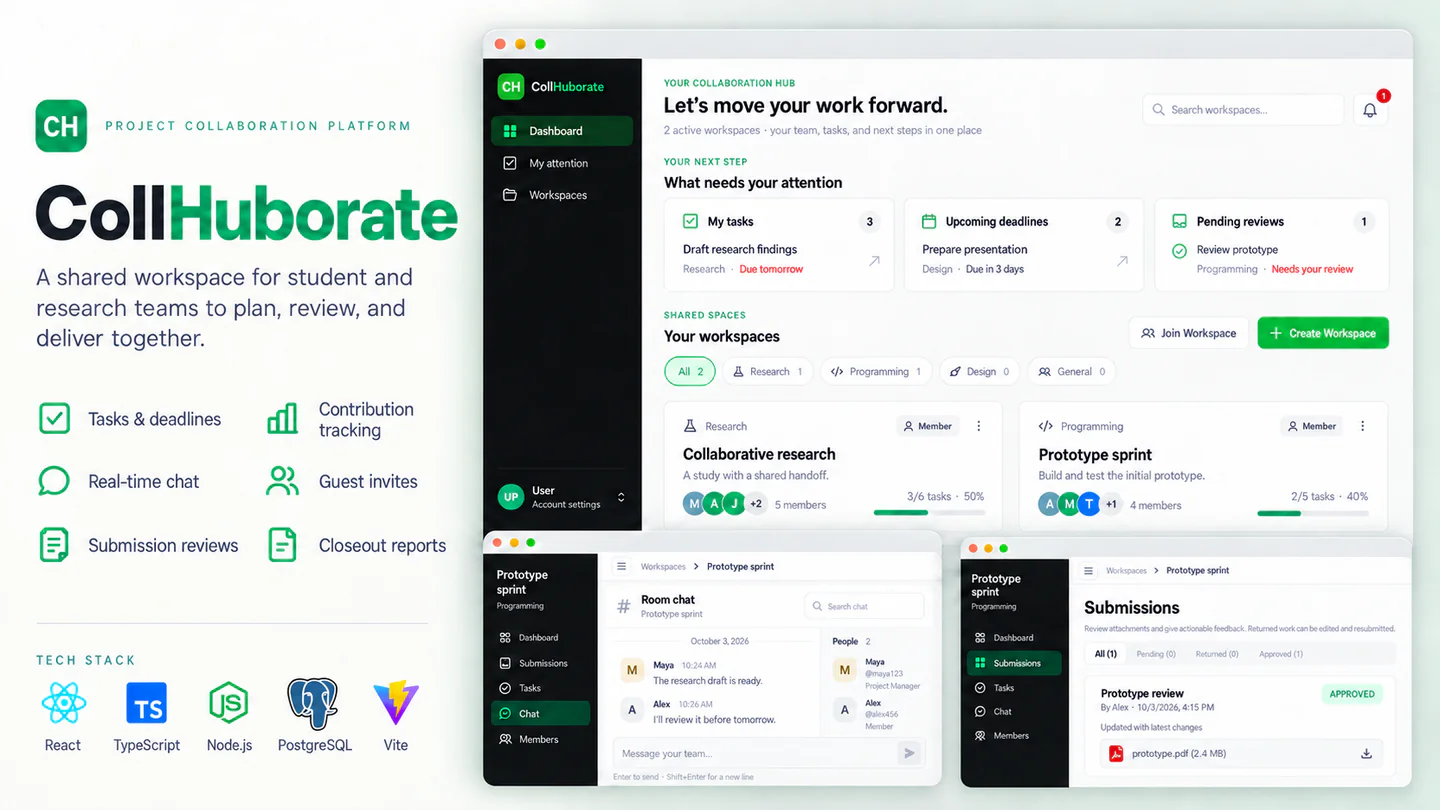 CH
PROJECT COLLABORATION PLATFORM
CollHuborate
A shared workspace for student and
research teams to plan, review, and
deliver together.
Tasks & deadlines
Contribution
tracking
Real-time chat
Guest invites
Submission reviews
Closeout reports
TECH STACK
TS
JS
React
TypeScript
Node.js
PostgreSQL
Vite
CH CollHuborate
Dashboard
My attention
Workspaces
UP
User
Account settings
YOUR COLLABORATION HUB
Let's move your work forward.
2 active workspaces · your team, tasks, and next steps in one place
Search workspaces...
1
YOUR NEXT STEP
What needs your attention
My tasks 3
Draft research findings
Research · Due tomorrow
Upcoming deadlines 2
Prepare presentation
Design · Due in 3 days
Pending reviews 1
Review prototype
Programming · Needs your review
SHARED SPACES
Your workspaces
Join Workspace
+ Create Workspace
All 2
Research 1
</> Programming 1
Design 0
General 0
Research
Member
Collaborative research
A study with a shared handoff.
M A J +2 5 members
3/6 tasks · 50%
</> Programming
Member
Prototype sprint
Build and test the initial prototype.
A M T +1 4 members
2/5 tasks · 40%
Prototype
sprint
Programming
Dashboard
Submissions
Tasks
Chat
Members
Workspaces > Prototype sprint
# Room chat
Prototype sprint
Search chat
October 3, 2026
M Maya 10:24 AM
The research draft is ready.
A Alex 10:26 AM
I'll review it before tomorrow.
People 2
M Maya
@maya123
Project Manager
A Alex
@alex456
Member
Message your team...
Enter to send · Shift+Enter for a new line
Prototype
sprint
Programming
Dashboard
Submissions
Tasks
Chat
Members
Workspaces > Prototype sprint
Submissions
Review attachments and give actionable feedback. Returned work can be edited and resubmitted.
All (1)
Pending (0)
Returned (0)
Approved (1)
Prototype review
APPROVED
By Alex · 10/3/2026, 4:15 PM
Updated with latest changes
prototype.pdf (2.4 MB)